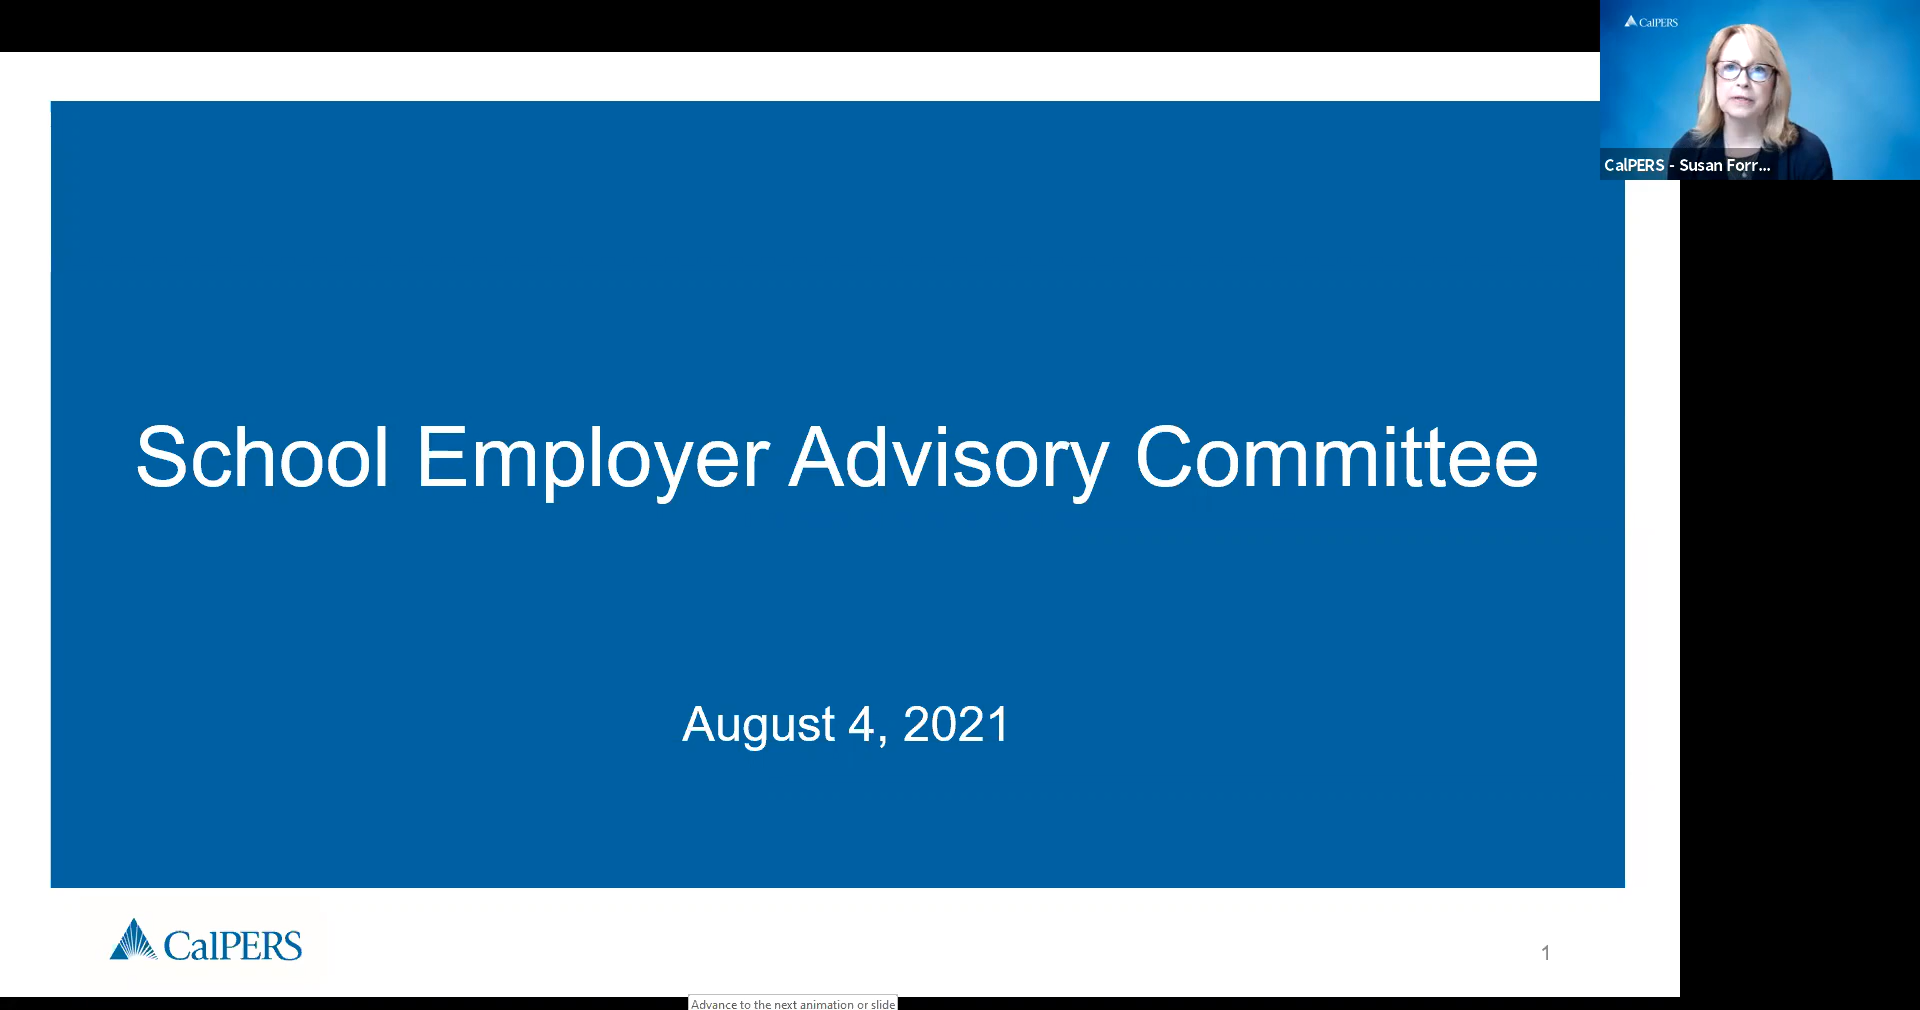 CalPERS
CalPERS - Susan Forr...
School Employer Advisory Committee
August 4, 2021
CalPERS
1
Advance to the next animation or slide